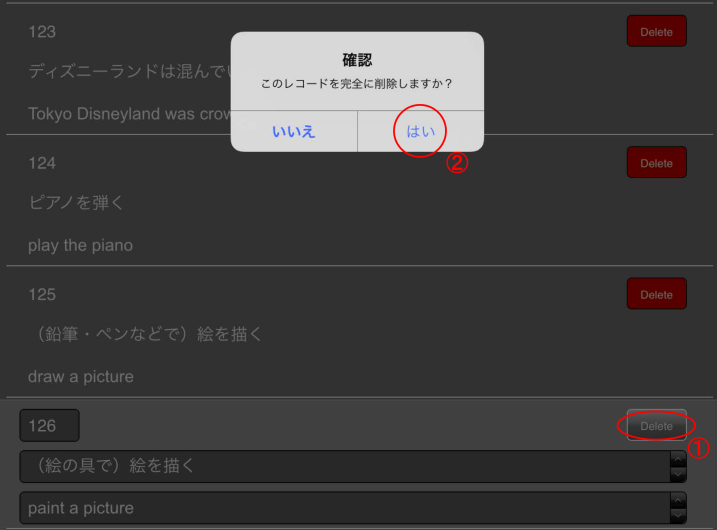 123
Delete
ディズニーランドは混んで
Tokyo Disneyland was crow
確認
このレコードを完全に削除しますか？
いいえ
はい
②
124
Delete
ピアノを弾く
play the piano
125
Delete
（鉛筆・ペンなどで）絵を描く
draw a picture
126
Delete
①
（絵の具で）絵を描く
paint a picture